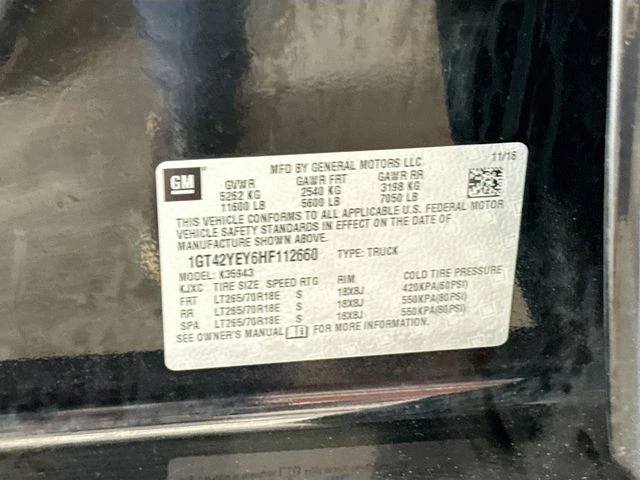 GM
MFD BY GENERAL MOTORS LLC 11/16
GVWR GAWR FRT GAWR RR
5262 KG 2540 KG 3198 KG
11600 LB 5600 LB 7050 LB
THIS VEHICLE CONFORMS TO ALL APPLICABLE U.S. FEDERAL MOTOR
VEHICLE SAFETY STANDARDS IN EFFECT ON THE DATE OF
MANUFACTURE SHOWN ABOVE.
1GT42YEY6HF112660 TYPE: TRUCK
MODEL: K35943
KJXC TIRE SIZE SPEED RTG RIM COLD TIRE PRESSURE
FRT LT265/70R18E S 18X8J 420KPA(60PSI)
RR LT265/70R18E S 18X8J 550KPA(80PSI)
SPA LT265/70R18E S 18X8J 550KPA(80PSI)
SEE OWNER'S MANUAL FOR MORE INFORMATION.